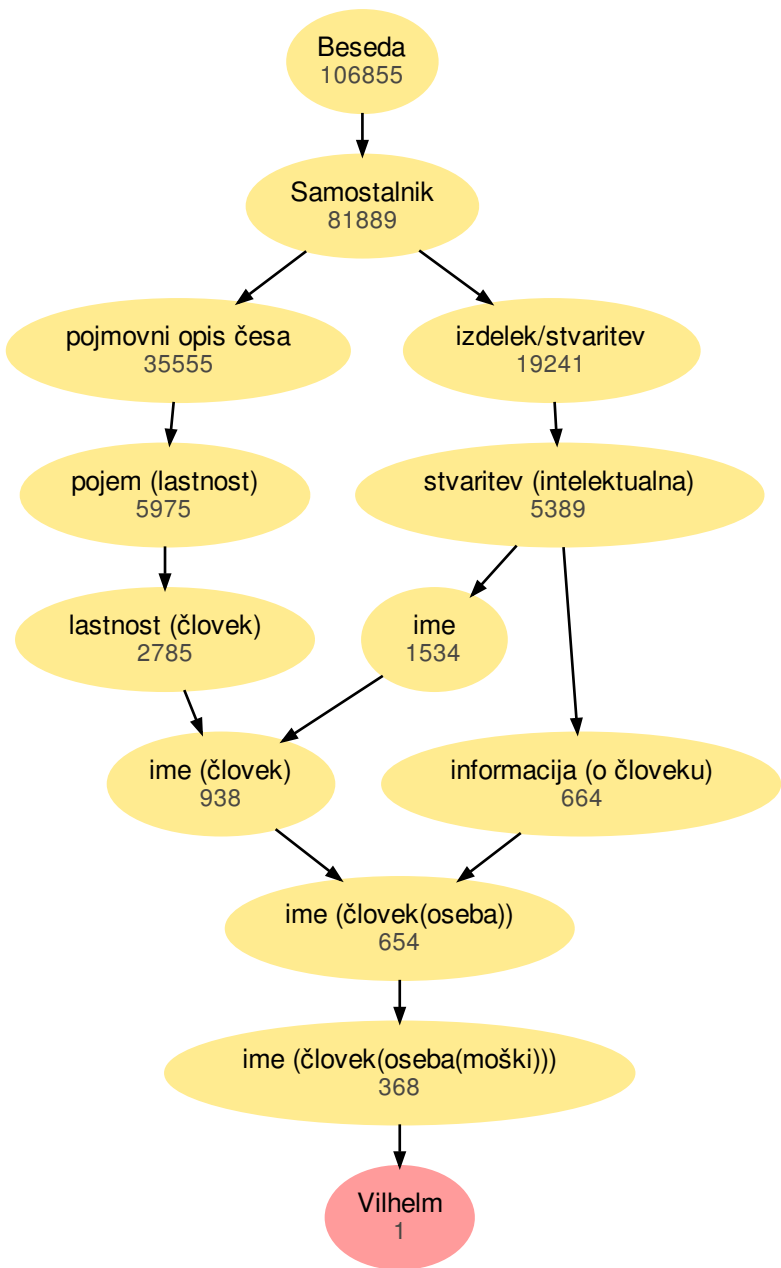 Beseda
106855
Samostalnik
81889
pojmovni opis česa
35555
izdelek/stvaritev
19241
pojem (lastnost)
5975
stvaritev (intelektualna)
5389
lastnost (človek)
2785
ime
1534
ime (človek)
938
informacija (o človeku)
664
ime (človek(oseba))
654
ime (človek(oseba(moški)))
368
Vilhelm
1